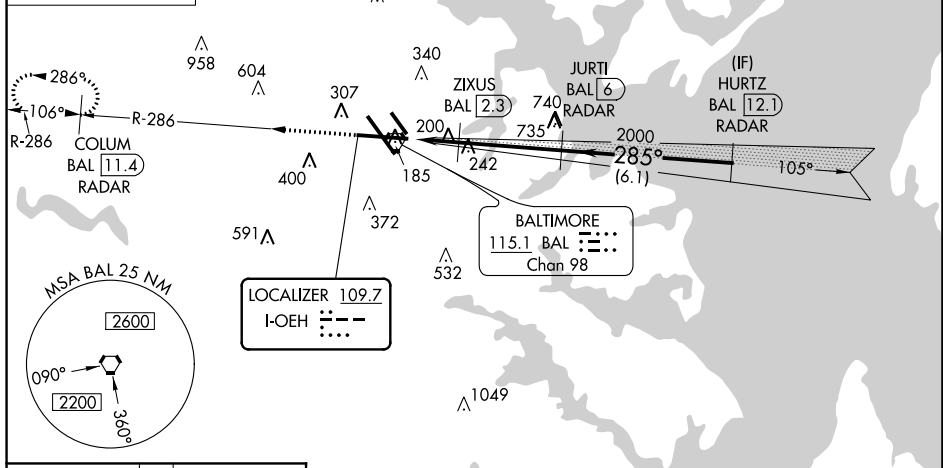 958
604
340
307
286°
106°
R-286
R-286
COLUM
BAL 11.4
RADAR
ZIXUS
BAL 2.3
JURTI
BAL 6
RADAR
(IF)
HURTZ
BAL 12.1
RADAR
740
735
200
242
185
2000
285°
(6.1)
105°
400
372
591
532
BALTIMORE
115.1 BAL
Chan 98
LOCALIZER 109.7
I-OEH
MSA BAL 25 NM
2600
090°
2200
360°
1049